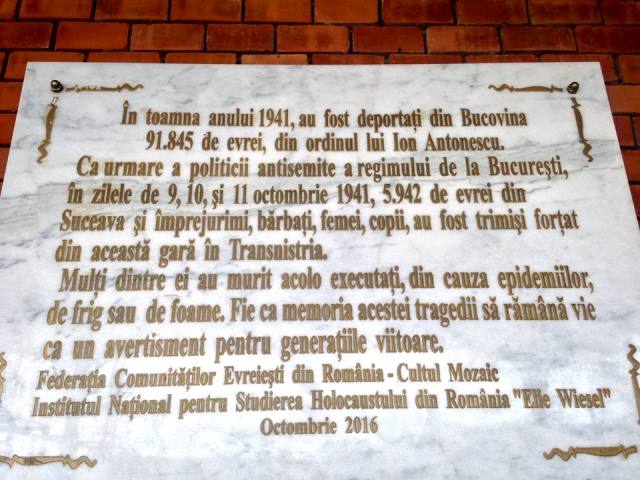 În toamna anului 1941, au fost deportați din Bucovina
91.845 de evrei, din ordinul lui Ion Antonescu.
Ca urmare a politicii antisemite a regimului de la București,
în zilele de 9, 10, și 11 octombrie 1941, 5.942 de evrei din
Suceava și împrejurimi, bărbați, femei, copii, au fost trimiși forțat
din această gară în Transnistria.
Mulți dintre ei au murit acolo executați, din cauza epidemiilor,
de frig sau de foame. Fie ca memoria acestei tragedii să rămână vie
ca un avertisment pentru generațiile viitoare.
Federația Comunităților Evreiești din România - Cultul Mozaic
Institutul Național pentru Studierea Holocaustului din România "Elie Wiesel"
Octombrie 2016